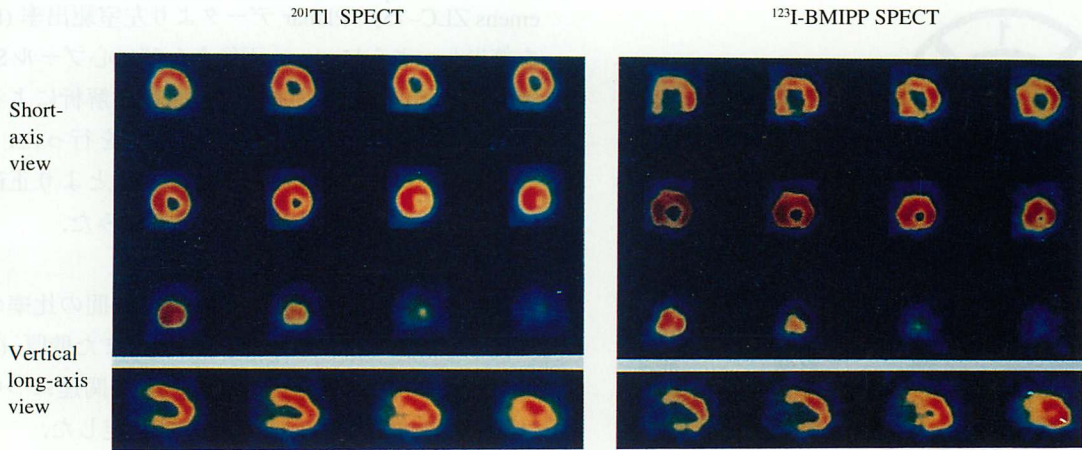 ²⁰¹Tl SPECT
¹²³I-BMIPP SPECT
Short-
axis
view
Vertical
long-axis
view